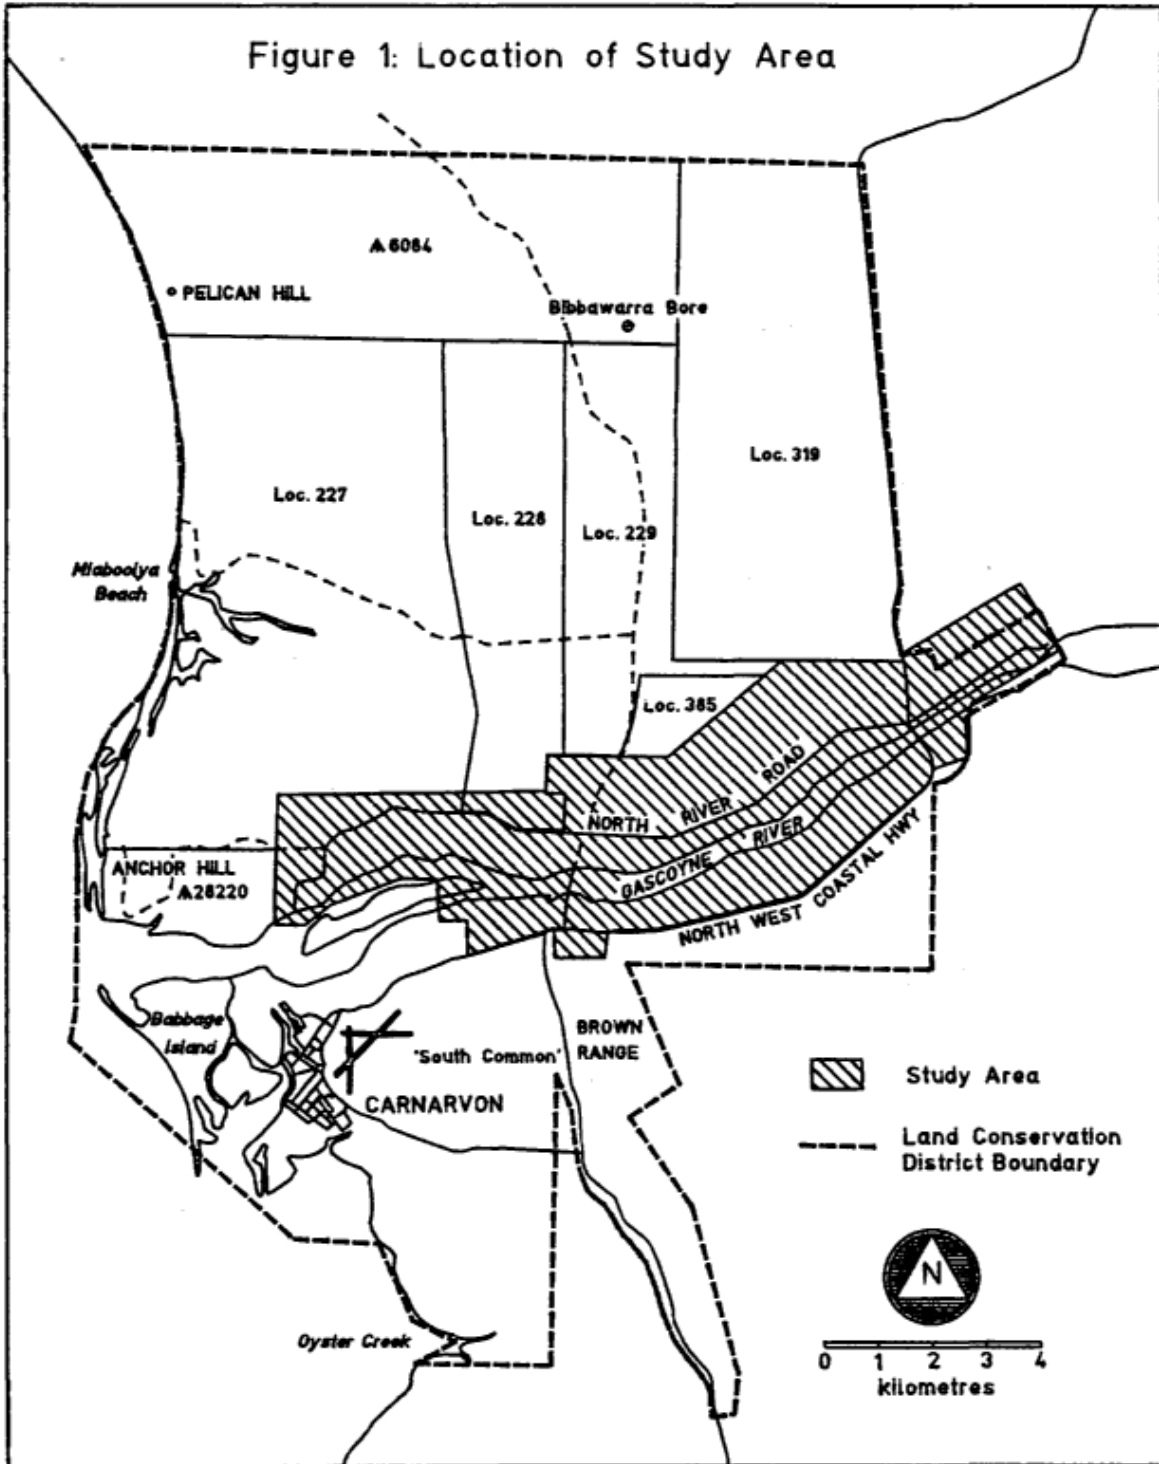 Figure 1: Location of Study Area
6084
PELICAN HILL
Bibbawarra Bore
Loc. 319
Loc. 227
Loc. 228
Loc. 229
Miaboolya
Beach
Loc. 385
NORTH RIVER ROAD
GASCOYNE RIVER
ANCHOR HILL
28220
NORTH WEST COASTAL HWY
Babbage
Island
BROWN
RANGE
'South Common'
CARNARVON
Study Area
Land Conservation
District Boundary
N
Oyster Creek
0 1 2 3 4
kilometres